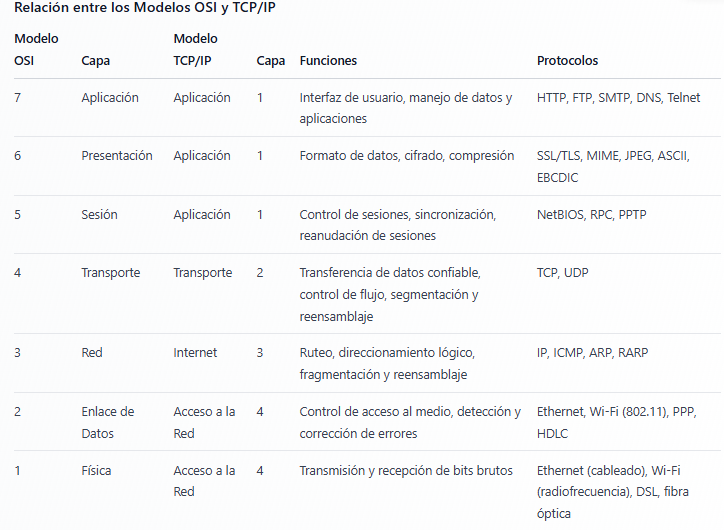 Relación entre los Modelos OSI y TCP/IP
Modelo OSI Capa Modelo TCP/IP Capa Funciones Protocolos
7 Aplicación Aplicación 1 Interfaz de usuario, manejo de datos y aplicaciones HTTP, FTP, SMTP, DNS, Telnet
6 Presentación Aplicación 1 Formato de datos, cifrado, compresión SSL/TLS, MIME, JPEG, ASCII, EBCDIC
5 Sesión Aplicación 1 Control de sesiones, sincronización, reanudación de sesiones NetBIOS, RPC, PPTP
4 Transporte Transporte 2 Transferencia de datos confiable, control de flujo, segmentación y reensamblaje TCP, UDP
3 Red Internet 3 Ruteo, direccionamiento lógico, fragmentación y reensamblaje IP, ICMP, ARP, RARP
2 Enlace de Datos Acceso a la Red 4 Control de acceso al medio, detección y corrección de errores Ethernet, Wi-Fi (802.11), PPP, HDLC
1 Física Acceso a la Red 4 Transmisión y recepción de bits brutos Ethernet (cableado), Wi-Fi (radiofrecuencia), DSL, fibra óptica